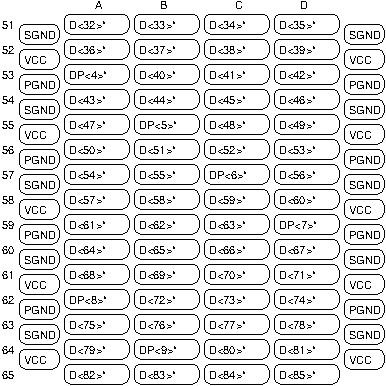 A B C D
51 D<32>* D<33>* D<34>* D<35>*
SGND SGND
52 D<36>* D<37>* D<38>* D<39>*
VCC VCC
53 DP<4>* D<40>* D<41>* D<42>*
PGND PGND
54 D<43>* D<44>* D<45>* D<46>*
SGND SGND
55 D<47>* DP<5>* D<48>* D<49>*
VCC VCC
56 D<50>* D<51>* D<52>* D<53>*
PGND PGND
57 D<54>* D<55>* DP<6>* D<56>*
SGND SGND
58 D<57>* D<58>* D<59>* D<60>*
VCC VCC
59 D<61>* D<62>* D<63>* DP<7>*
PGND PGND
60 D<64>* D<65>* D<66>* D<67>*
SGND SGND
61 D<68>* D<69>* D<70>* D<71>*
VCC VCC
62 DP<8>* D<72>* D<73>* D<74>*
PGND PGND
63 D<75>* D<76>* D<77>* D<78>*
SGND SGND
64 D<79>* DP<9>* D<80>* D<81>*
VCC VCC
65 D<82>* D<83>* D<84>* D<85>*